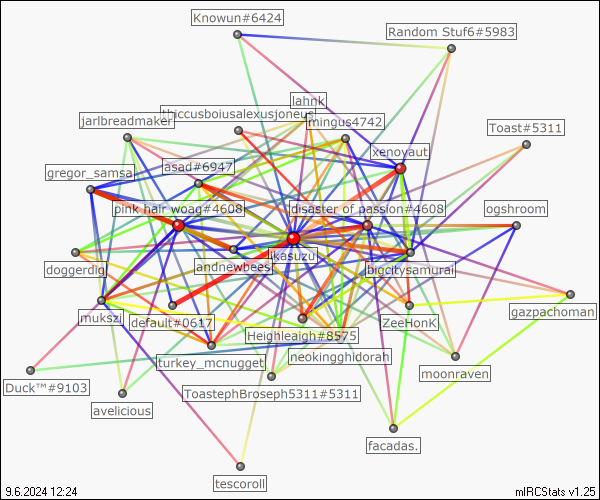 Knowun#6424
Random Stuf6#5983
lahnk
thiccusboiusalexusjoneus
jarlbreadmaker
mingus4742
Toast#5311
xenoyaut
gregor_samsa
asad#6947
pink hair woag#4608
disaster of passion#4608
ogshroom
ikasuzu
doggerdig
andnewbees
bigcitysamurai
mukszi
default#0617
ZeeHonK
gazpachoman
Heighleaigh#8575
turkey_mcnugget
neokingghidorah
moonraven
Duck™#9103
ToastephBroseph5311#5311
avelicious
facadas.
tescoroll
9.6.2024 12:24
mIRCStats v1.25